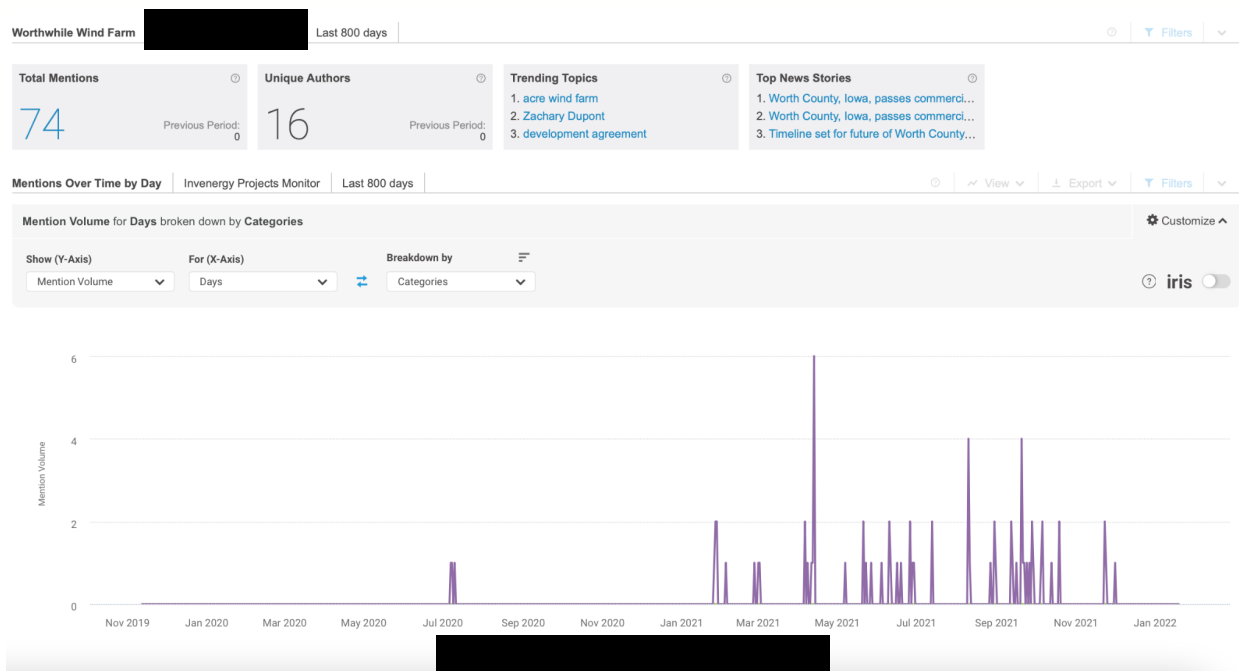 Worthwhile Wind Farm
Last 800 days
Filters
Total Mentions
74
Previous Period:
0
Unique Authors
16
Previous Period:
0
Trending Topics
1. acre wind farm
2. Zachary Dupont
3. development agreement
Top News Stories
1. Worth County, Iowa, passes commerci...
2. Worth County, Iowa, passes commerci...
3. Timeline set for future of Worth County...
Mentions Over Time by Day
Invenergy Projects Monitor
Last 800 days
View
Export
Filters
Mention Volume for Days broken down by Categories
Customize
Show (Y-Axis)
For (X-Axis)
Breakdown by
Mention Volume
Days
Categories
iris
Mention Volume
6
4
2
0
Nov 2019 Jan 2020 Mar 2020 May 2020 Jul 2020 Sep 2020 Nov 2020 Jan 2021 Mar 2021 May 2021 Jul 2021 Sep 2021 Nov 2021 Jan 2022